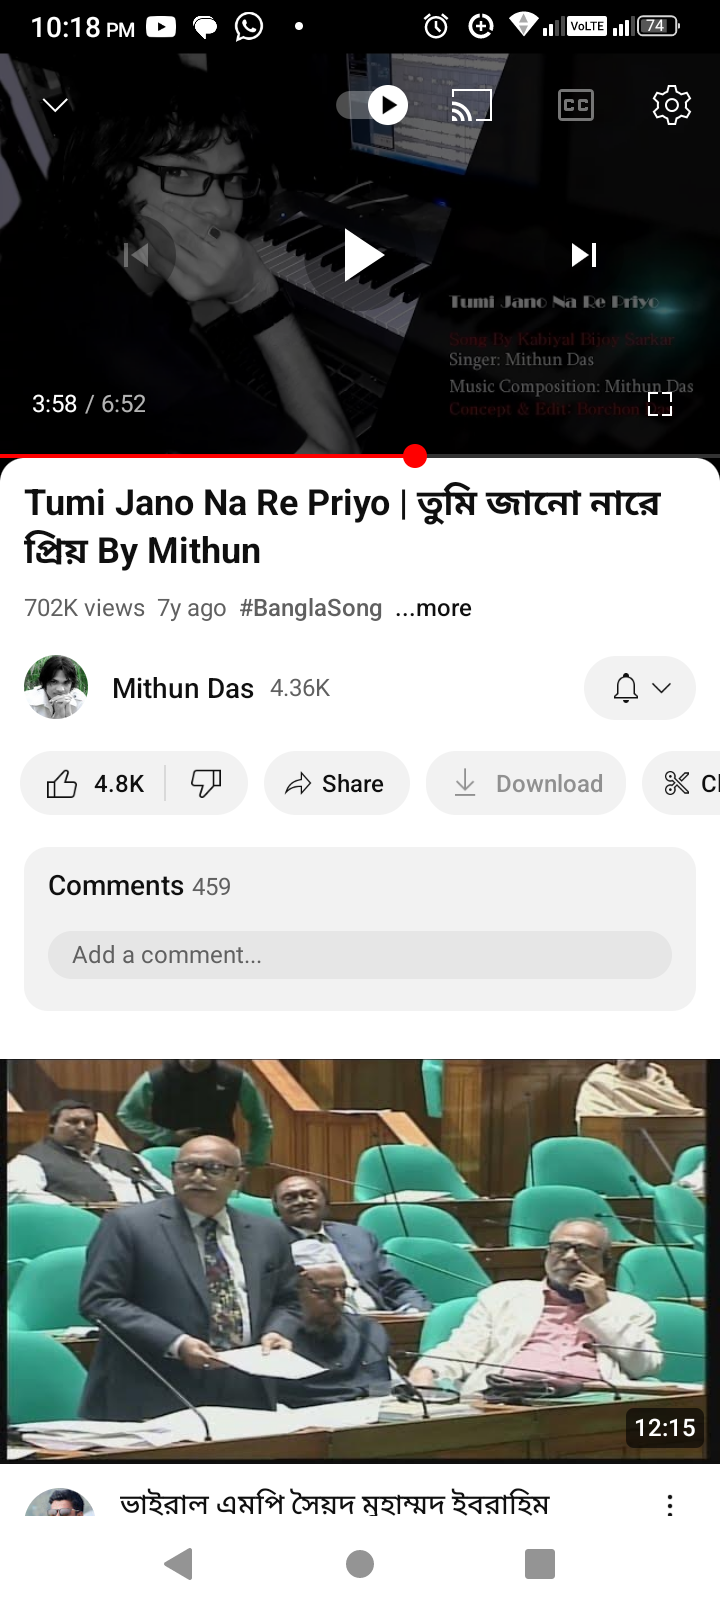 10:18 PM
VoLTE
74
CC
Tumi Jano Na Re Priyo
Song By Kabiyal Bijoy Sarkar
Singer: Mithun Das
Music Composition: Mithun Das
Concept & Edit: Borchon
3:58 / 6:52
Tumi Jano Na Re Priyo | তুমি জানো নারে
প্রিয় By Mithun
702K views 7y ago #BanglaSong ...more
Mithun Das 4.36K
4.8K
Share
Download
Comments 459
Add a comment...
12:15
ভাইরাল এমপি সৈয়দ মুহাম্মদ ইবরাহিম